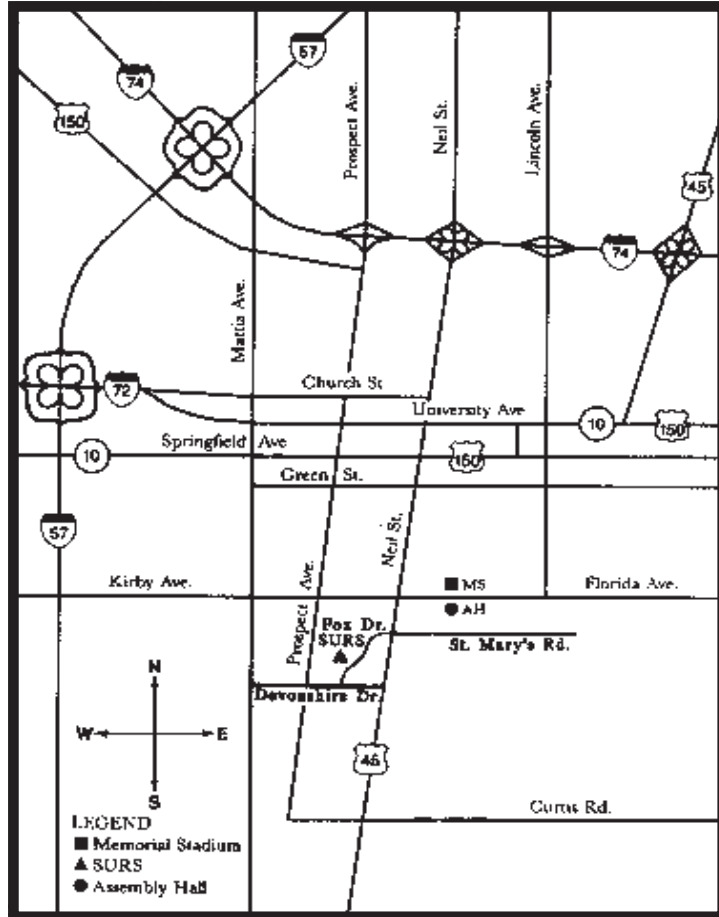 57
74
150
Prospect Ave.
Neil St.
Lincoln Ave.
45
74
Mattis Ave.
72
Church St
University Ave
10
150
Springfield Ave
10
150
Green St.
57
Neil St.
Prospect Ave.
Kirby Ave.
MS
Florida Ave.
AH
Fox Dr.
SURS
St. Mary's Rd.
Devonshire Dr.
N
W
E
S
45
Curtis Rd.
LEGEND
Memorial Stadium
SURS
Assembly Hall